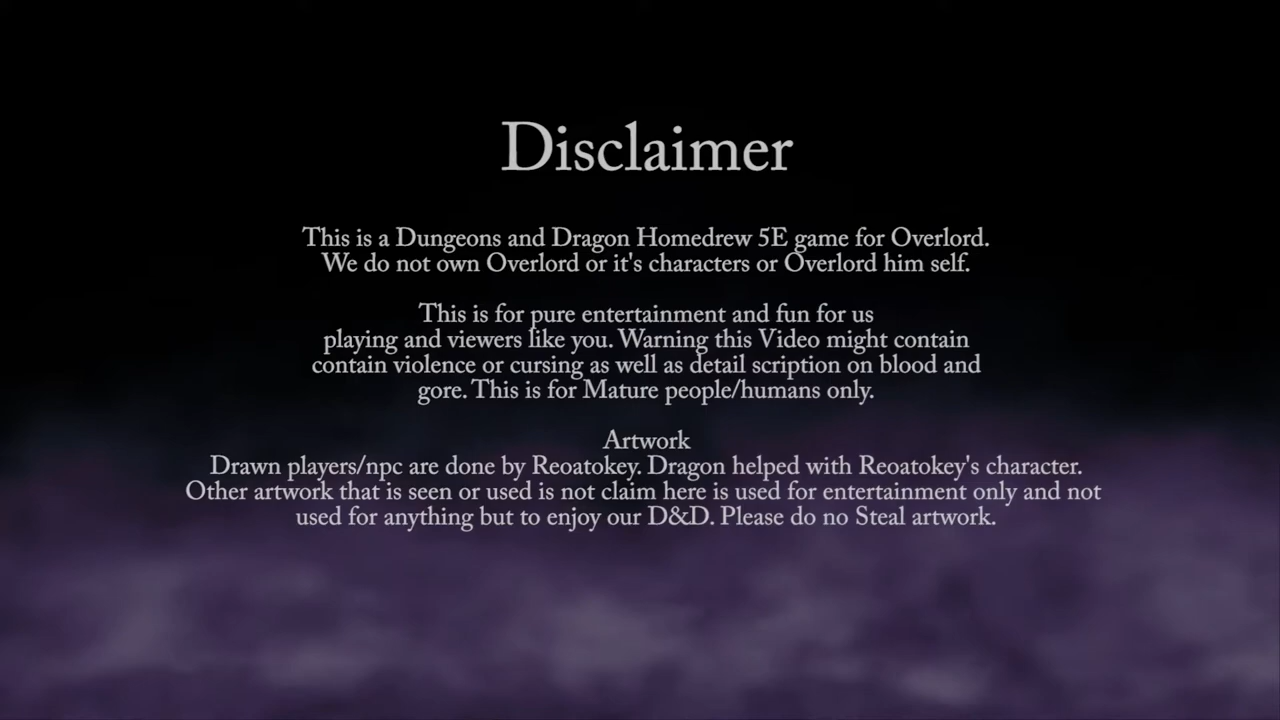 Disclaimer
This is a Dungeons and Dragon Homedrew 5E game for Overlord.
We do not own Overlord or it's characters or Overlord him self.
This is for pure entertainment and fun for us
playing and viewers like you. Warning this Video might contain
contain violence or cursing as well as detail scription on blood and
gore. This is for Mature people/humans only.
Artwork
Drawn players/npc are done by Reoatokey. Dragon helped with Reoatokey's character.
Other artwork that is seen or used is not claim here is used for entertainment only and not
used for anything but to enjoy our D&D. Please do no Steal artwork.